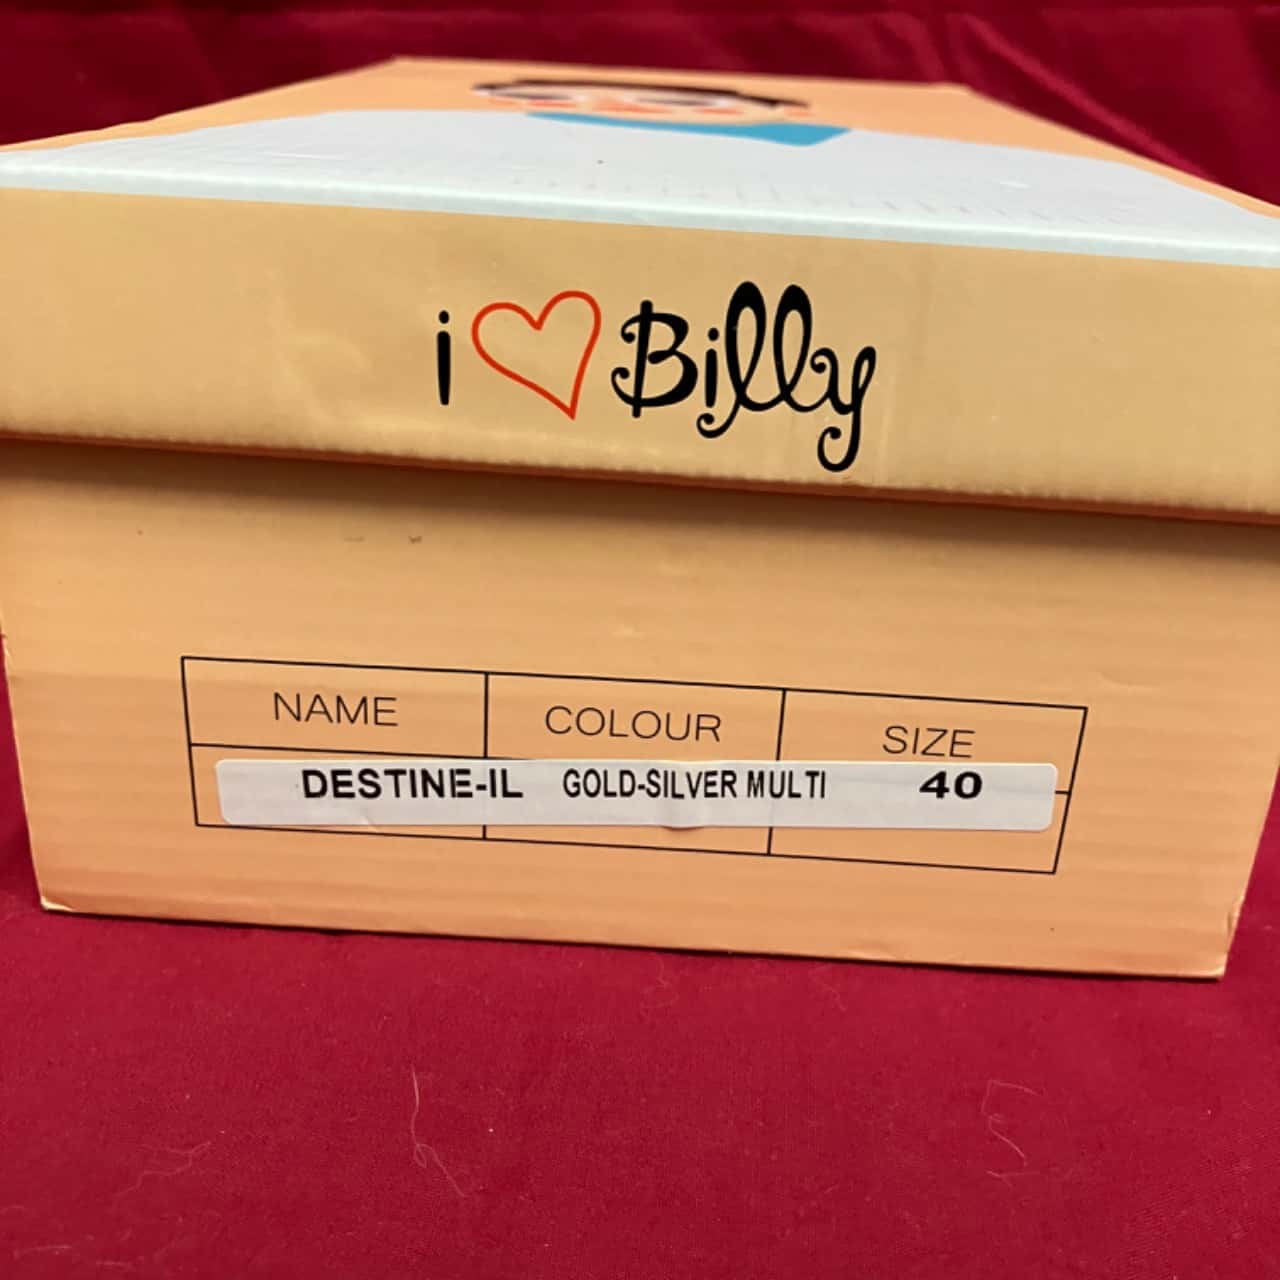 i ♡ Billy
NAME COLOUR SIZE
DESTINE-IL GOLD-SILVER MULTI 40